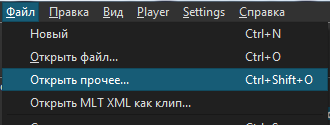 Файл Правка Вид Player Settings Справка
Новый Ctrl+N
Открыть файл... Ctrl+O
Открыть прочее... Ctrl+Shift+O
Открыть MLT XML как клип...